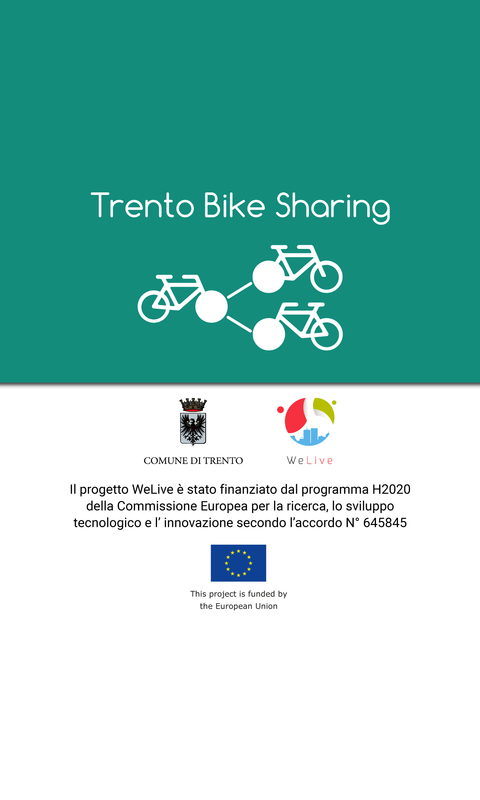 Trento Bike Sharing
COMUNE DI TRENTO
WeLive
Il progetto WeLive è stato finanziato dal programma H2020
della Commissione Europea per la ricerca, lo sviluppo
tecnologico e l’ innovazione secondo l’accordo N° 645845
This project is funded by
the European Union